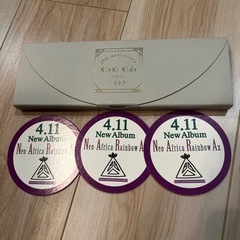 KinKi Kids
1997
4.11
New Album
Neo Africa Rainbow Ax
4.11
New Album
Neo Africa Rainbow A
4.11
New Album
Neo Africa Rainbow Ax